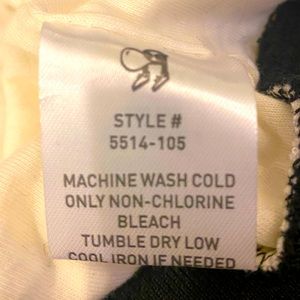 STYLE #
5514-105
MACHINE WASH COLD
ONLY NON-CHLORINE
BLEACH
TUMBLE DRY LOW
COOL IRON IF NEEDED